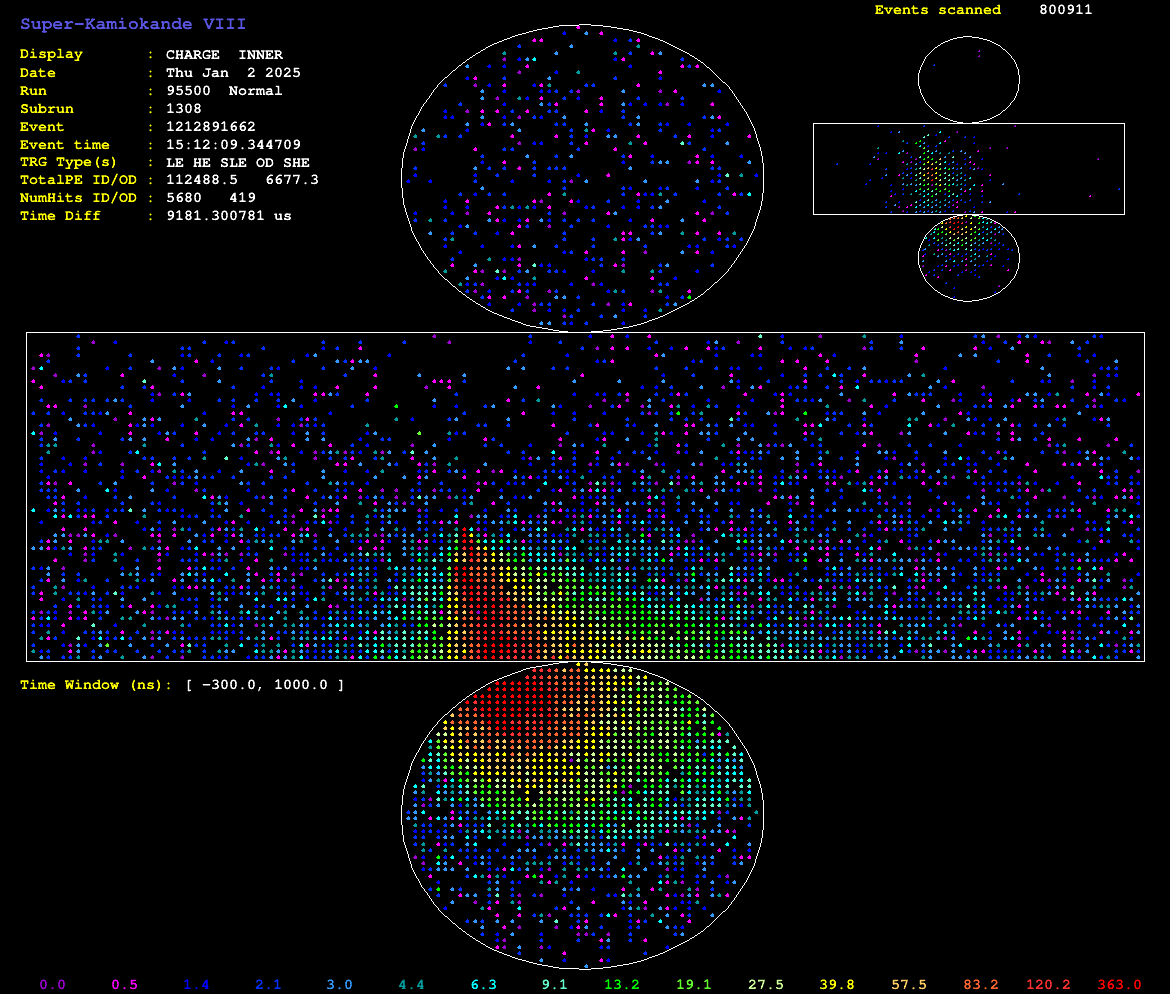 Super-Kamiokande VIII
Events scanned 800911
Display : CHARGE INNER
Date : Thu Jan 2 2025
Run : 95500 Normal
Subrun : 1308
Event : 1212891662
Event time : 15:12:09.344709
TRG Type(s) : LE HE SLE OD SHE
TotalPE ID/OD : 112488.5 6677.3
NumHits ID/OD : 5680 419
Time Diff : 9181.300781 us
Time Window (ns): [ −300.0, 1000.0 ]
0.0 0.5 1.4 2.1 3.0 4.4 6.3 9.1 13.2 19.1 27.5 39.8 57.5 83.2 120.2 363.0